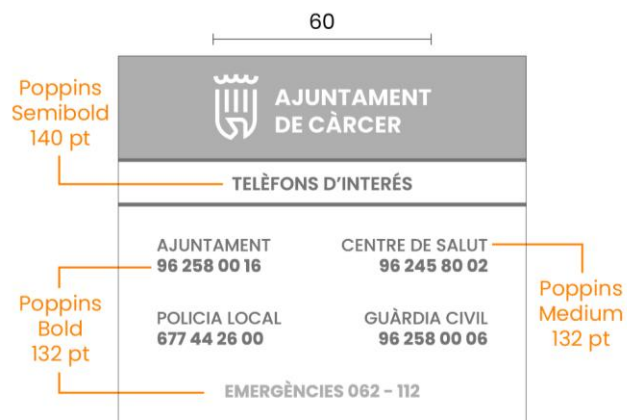 60
AJUNTAMENT
DE CÀRCER
Poppins
Semibold
140 pt
TELÈFONS D'INTERÉS
AJUNTAMENT
96 258 00 16
CENTRE DE SALUT
96 245 80 02
Poppins
Bold
132 pt
POLICIA LOCAL
677 44 26 00
GUÀRDIA CIVIL
96 258 00 06
Poppins
Medium
132 pt
EMERGÈNCIES 062 - 112